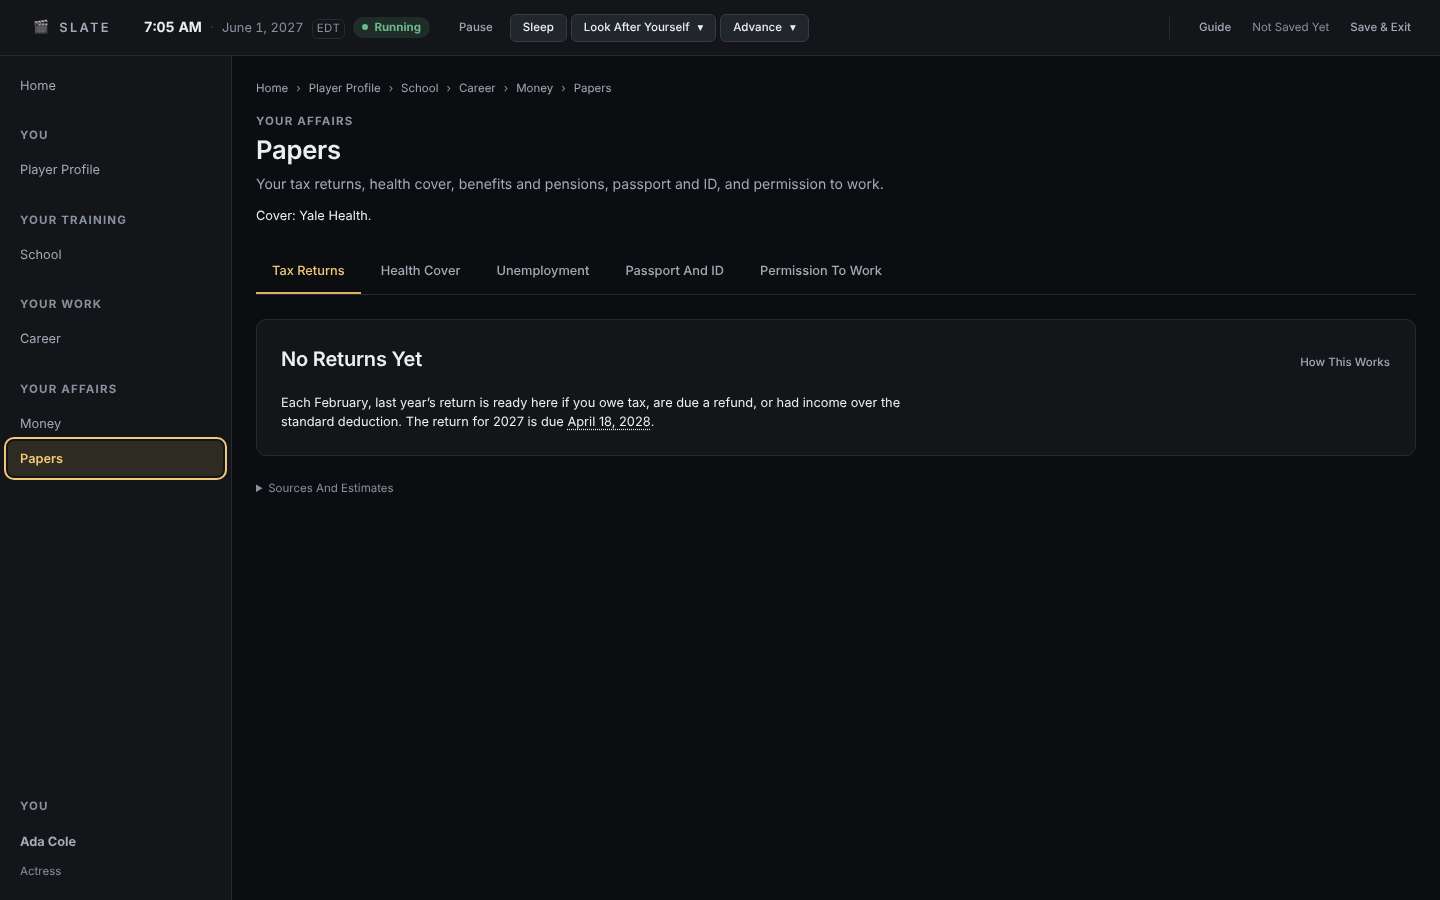 SLATE
7:05 AM · June 1, 2027 EDT Running Pause Sleep Look After Yourself ▾ Advance ▾ Guide Not Saved Yet Save & Exit
Home
YOU
Player Profile
YOUR TRAINING
School
YOUR WORK
Career
YOUR AFFAIRS
Money
Papers
YOU
Ada Cole
Actress
Home › Player Profile › School › Career › Money › Papers
YOUR AFFAIRS
Papers
Your tax returns, health cover, benefits and pensions, passport and ID, and permission to work.
Cover: Yale Health.
Tax Returns Health Cover Unemployment Passport And ID Permission To Work
No Returns Yet
How This Works
Each February, last year’s return is ready here if you owe tax, are due a refund, or had income over the
standard deduction. The return for 2027 is due April 18, 2028.
Sources And Estimates